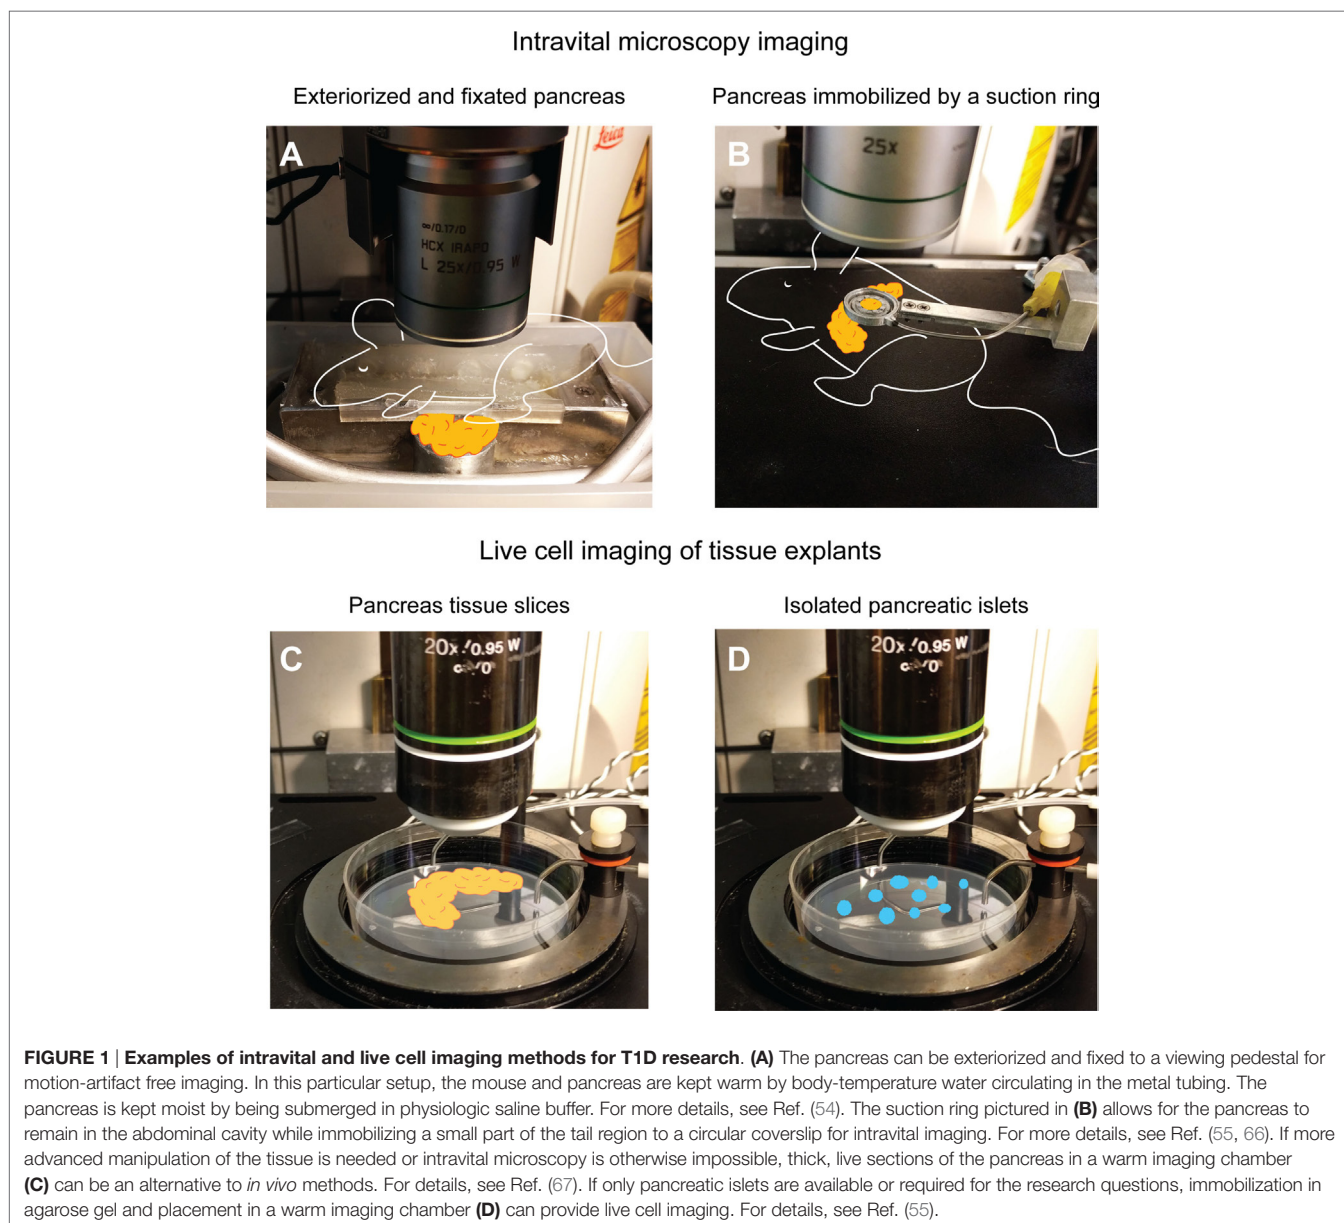 Intravital microscopy imaging
Exteriorized and fixated pancreas
Pancreas immobilized by a suction ring
A
Leica
∞/0.17/0
HCX IRAPO
L 25x/0.95 W
B
25x
Live cell imaging of tissue explants
Pancreas tissue slices
Isolated pancreatic islets
C
20x/0.95 W
D
20x/0.95 W
FIGURE 1 | Examples of intravital and live cell imaging methods for T1D research. (A) The pancreas can be exteriorized and fixed to a viewing pedestal for
motion-artifact free imaging. In this particular setup, the mouse and pancreas are kept warm by body-temperature water circulating in the metal tubing. The
pancreas is kept moist by being submerged in physiologic saline buffer. For more details, see Ref. (54). The suction ring pictured in (B) allows for the pancreas to
remain in the abdominal cavity while immobilizing a small part of the tail region to a circular coverslip for intravital imaging. For more details, see Ref. (55, 66). If more
advanced manipulation of the tissue is needed or intravital microscopy is otherwise impossible, thick, live sections of the pancreas in a warm imaging chamber
(C) can be an alternative to in vivo methods. For details, see Ref. (67). If only pancreatic islets are available or required for the research questions, immobilization in
agarose gel and placement in a warm imaging chamber (D) can provide live cell imaging. For details, see Ref. (55).